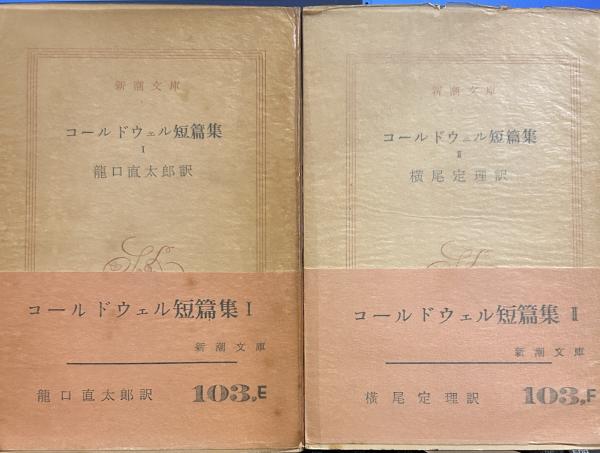 新潮文庫
コールドウェル短篇集
I
龍口直太郎訳
コールドウェル短篇集 I
新潮文庫
龍口直太郎訳 103,E
新潮文庫
コールドウェル短篇集
II
横尾定理訳
コールドウェル短篇集 II
新潮文庫
横尾定理訳 103,F